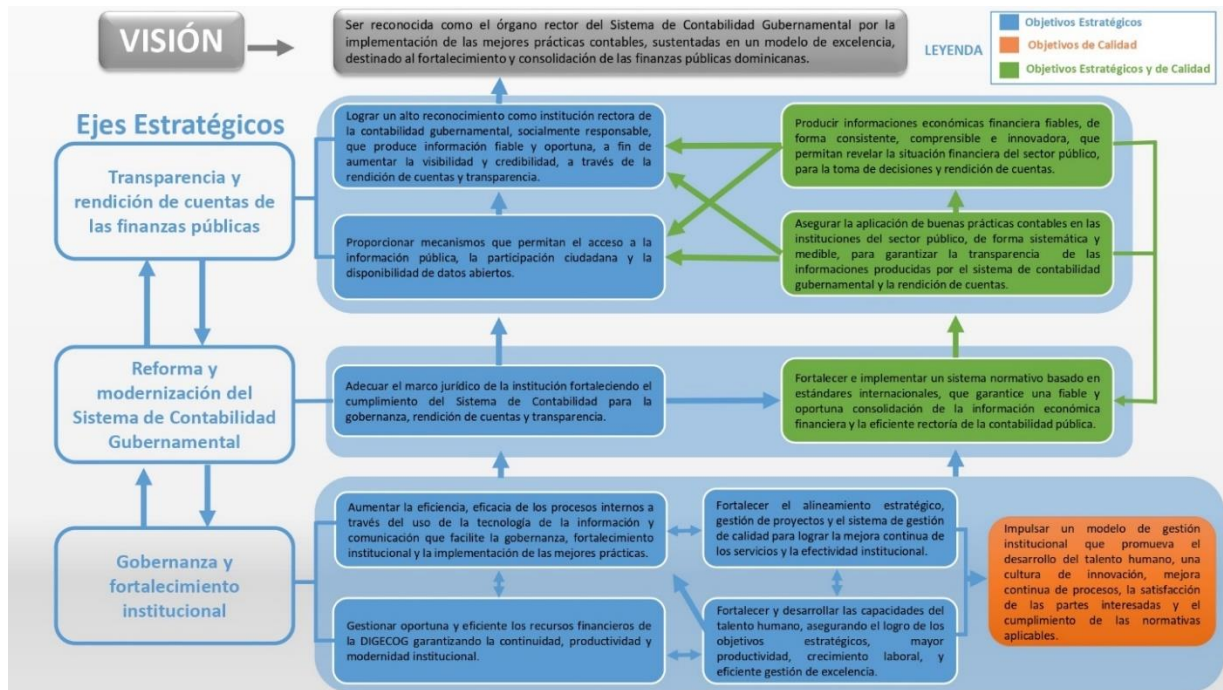 VISIÓN
Ser reconocida como el órgano rector del Sistema de Contabilidad Gubernamental por la
implementación de las mejores prácticas contables, sustentadas en un modelo de excelencia,
destinado al fortalecimiento y consolidación de las finanzas públicas dominicanas.
LEYENDA
Objetivos Estratégicos
Objetivos de Calidad
Objetivos Estratégicos y de Calidad
Ejes Estratégicos
Transparencia y
rendición de cuentas de
las finanzas públicas
Lograr un alto reconocimiento como institución rectora
de la contabilidad gubernamental, socialmente responsable,
que produce información fiable y oportuna, a fin de
aumentar la visibilidad y credibilidad, a través de la
rendición de cuentas y transparencia.
Producir informaciones económicas financiera fiables,
de forma consistente, comprensible e innovadora, que
permitan revelar la situación financiera del sector público,
para la toma de decisiones y rendición de cuentas.
Proporcionar mecanismos que permitan el acceso a la
información pública, la participación ciudadana y la
disponibilidad de datos abiertos.
Asegurar la aplicación de buenas prácticas contables en las
instituciones del sector público, de forma sistemática y
medible, para garantizar la transparencia de las
informaciones producidas por el sistema de contabilidad
gubernamental y la rendición de cuentas.
Reforma y
modernización del
Sistema de Contabilidad
Gubernamental
Adecuar el marco jurídico de la institución fortaleciendo el
cumplimiento del Sistema de Contabilidad para la
gobernanza, rendición de cuentas y transparencia.
Fortalecer e implementar un sistema normativo basado en
estándares internacionales, que garantice una fiable y
oportuna consolidación de la información económica
financiera y la eficiente rectoría de la contabilidad pública.
Gobernanza y
fortalecimiento
institucional
Aumentar la eficiencia, eficacia de los procesos internos a
través del uso de la tecnología de la información y
comunicación que facilite la gobernanza, fortalecimiento
institucional y la implementación de las mejores prácticas.
Fortalecer el alineamiento estratégico,
gestión de proyectos y el sistema de gestión
de calidad para lograr la mejora continua de
los servicios y la efectividad institucional.
Gestionar oportuna y eficiente los recursos financieros de
la DIGECOG garantizando la continuidad, productividad y
modernidad institucional.
Fortalecer y desarrollar las capacidades del
talento humano, asegurando el logro de los
objetivos estratégicos, mayor
productividad, crecimiento laboral, y
eficiente gestión de excelencia.
Impulsar un modelo de gestión
institucional que promueva el
desarrollo del talento humano, una
cultura de innovación, mejora
continua de procesos, la satisfacción
de las partes interesadas y el
cumplimiento de las normativas
aplicables.